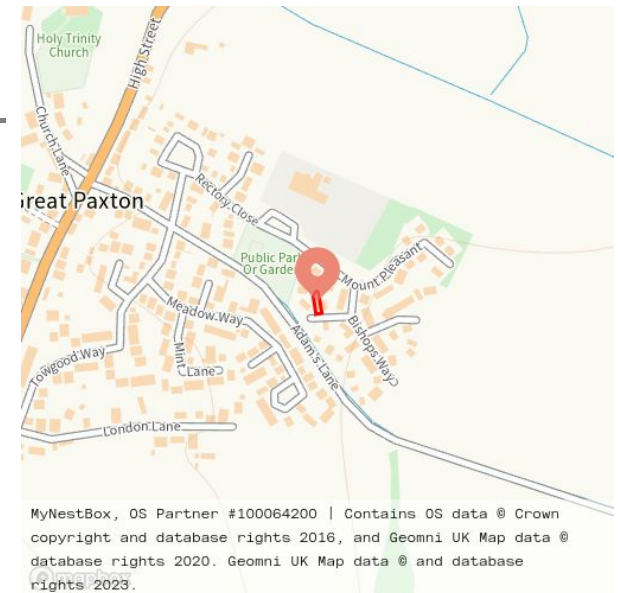 Holy Trinity
Church
High Street
Church Lane
Great Paxton
Rectory Close
Public Park
Or Garden
Mount Pleasant
Meadow Way
Bishops Way
Adam's Lane
Towgood Way
Mint Lane
London Lane
MyNestBox, OS Partner #100064200 | Contains OS data © Crown
copyright and database rights 2016, and Geomni UK Map data ©
database rights 2020. Geomni UK Map data © and database
rights 2023.
mapbox